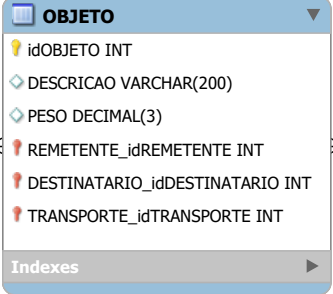 OBJETO
idOBJETO INT
DESCRICAO VARCHAR(200)
PESO DECIMAL(3)
REMETENTE_idREMETENTE INT
DESTINATARIO_idDESTINATARIO INT
TRANSPORTE_idTRANSPORTE INT
Indexes